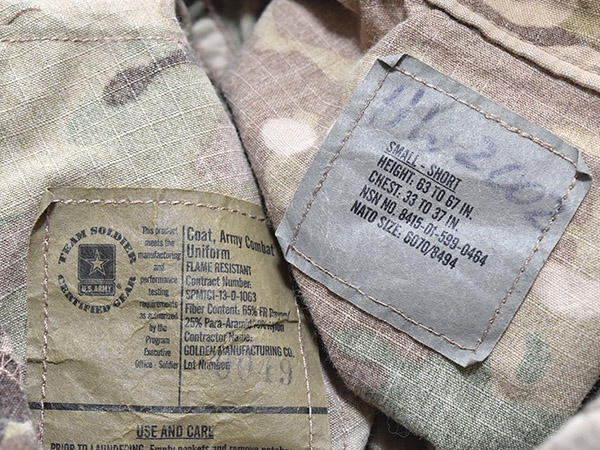 TEAM SOLDIER
U.S. ARMY
CERTIFIED GEAR
This product
meets the
manufacturing
and
performance
testing
requirements
as authorized
by the
Program
Executive
Office - Soldier
Coat, Army Combat
Uniform
FLAME RESISTANT
Contract Number:
SPM1C1-13-D-1063
Fiber Content: 65% FR
25% Para-Aramid
Contractor Name:
GOLDEN MANUFACTURING CO.
Lot Number
USE AND CARE
PRIOR TO LAUNDERING: Empty pockets and remove patches
SMALL - SHORT
HEIGHT: 63 TO 67 IN.
CHEST: 33 TO 37 IN.
NSN NO. 8415-01-599-0464
NATO SIZE: 6070/8494